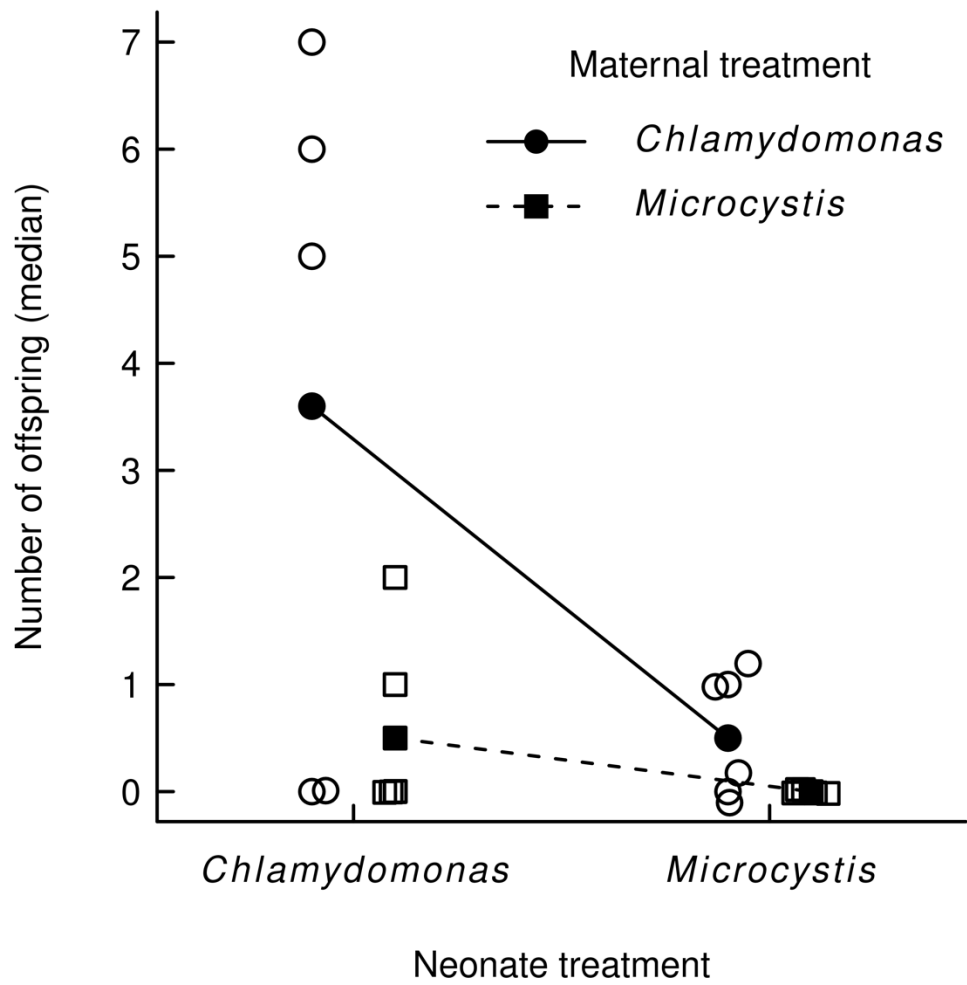 Maternal treatment
Chlamydomonas
Microcystis
Number of offspring (median)
7
6
5
4
3
2
1
0
Chlamydomonas Microcystis
Neonate treatment